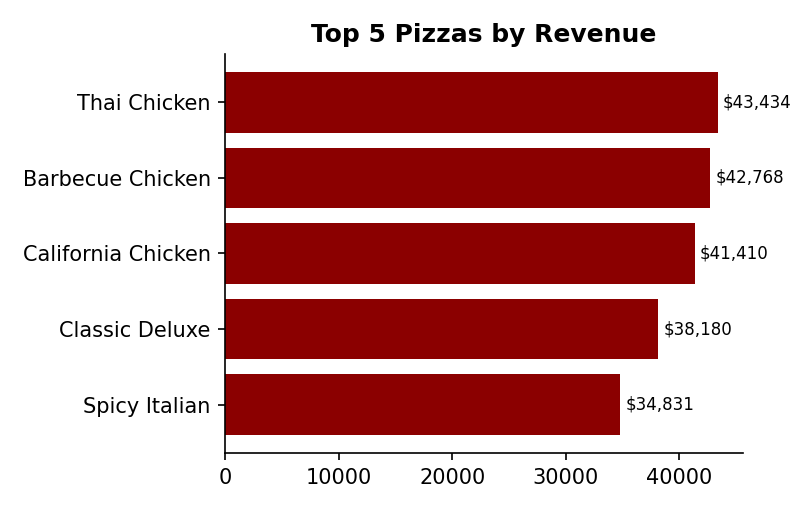 Top 5 Pizzas by Revenue
Thai Chicken $43,434
Barbecue Chicken $42,768
California Chicken $41,410
Classic Deluxe $38,180
Spicy Italian $34,831
0 10000 20000 30000 40000